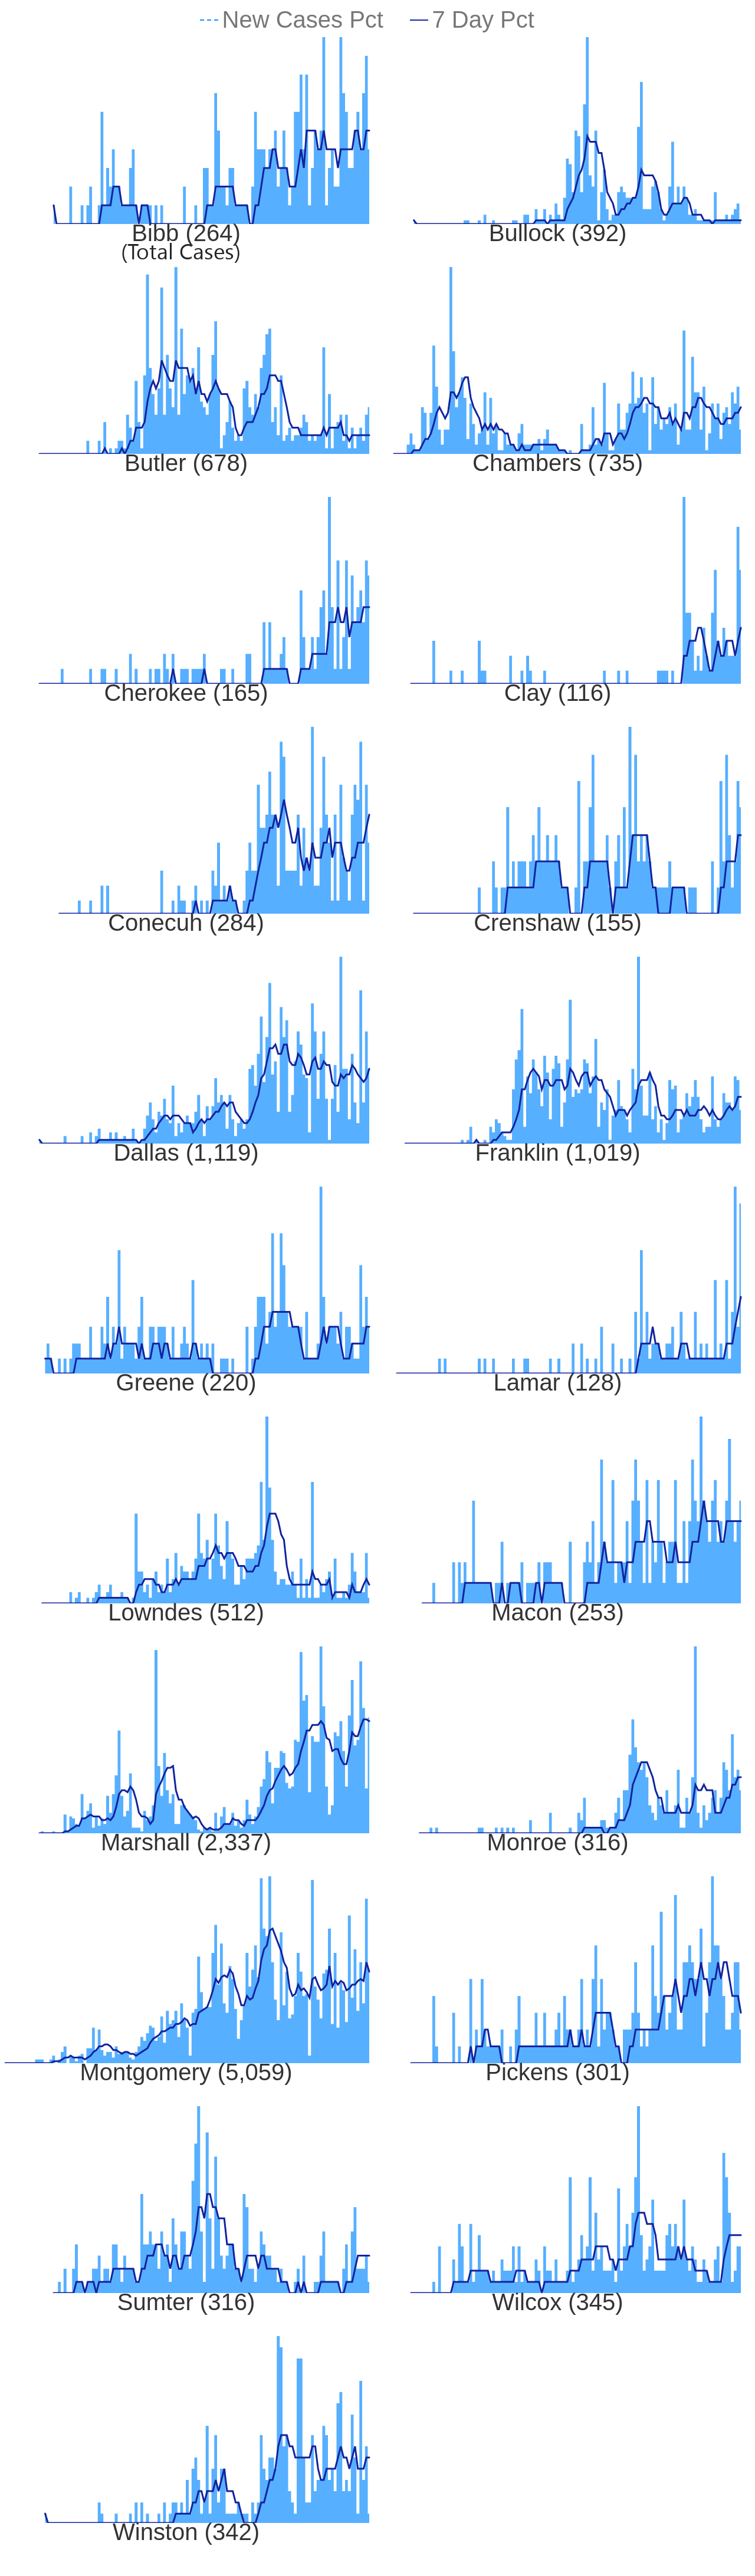 New Cases Pct 7 Day Pct
Bibb (264) Bullock (392)
(Total Cases)
Butler (678) Chambers (735)
Cherokee (165) Clay (116)
Conecuh (284) Crenshaw (155)
Dallas (1,119) Franklin (1,019)
Greene (220) Lamar (128)
Lowndes (512) Macon (253)
Marshall (2,337) Monroe (316)
Montgomery (5,059) Pickens (301)
Sumter (316) Wilcox (345)
Winston (342)